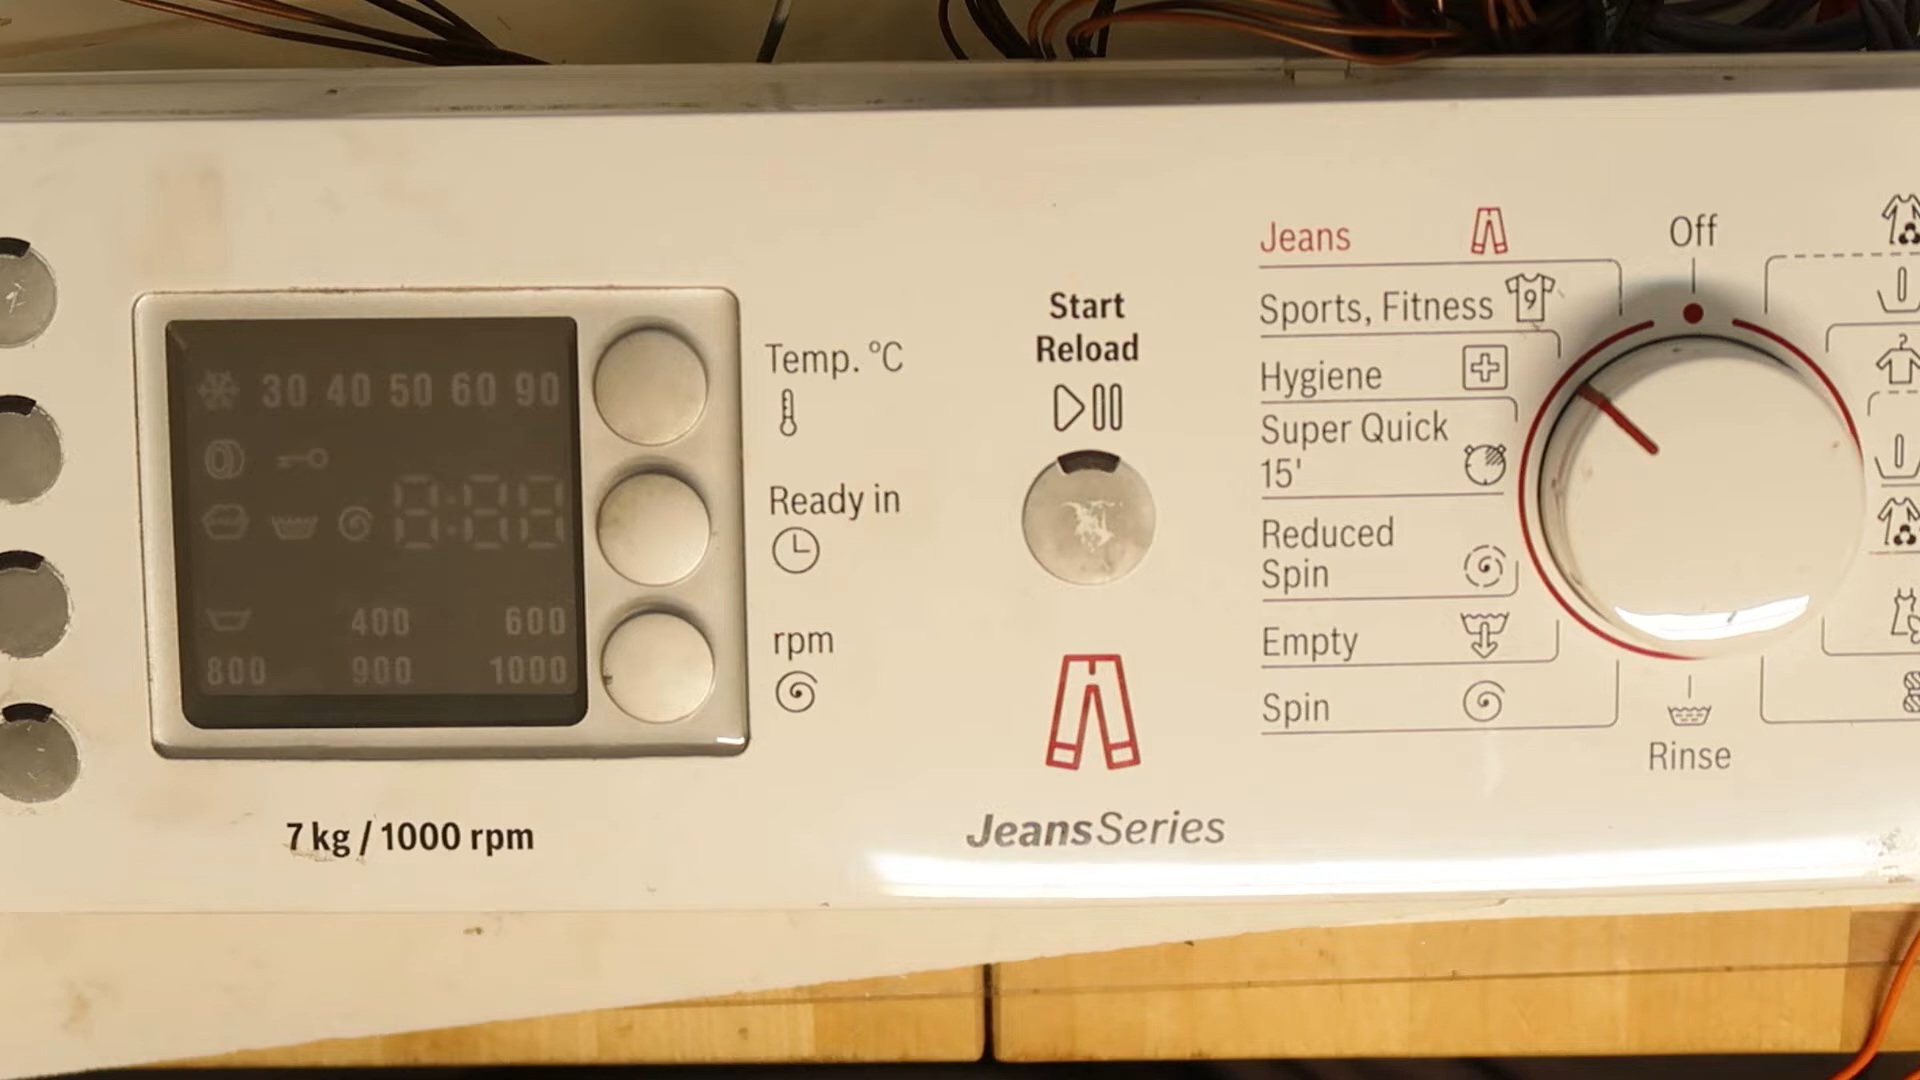 30 40 50 60 90
8:88
400 600
800 900 1000
Temp. °C
Ready in
rpm
7 kg / 1000 rpm
Start
Reload
JeansSeries
Jeans
Sports, Fitness 9
Hygiene
Super Quick
15'
Reduced
Spin
Empty
Spin
Off
Rinse